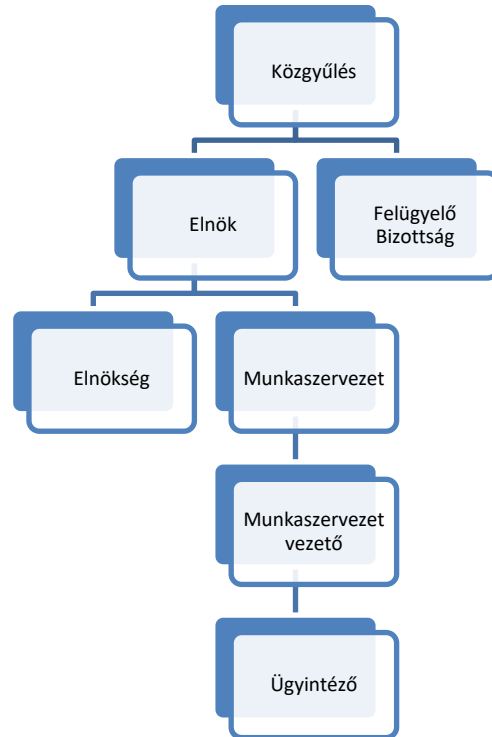 Közgyűlés
Elnök
Felügyelő
Bizottság
Elnökség
Munkaszervezet
Munkaszervezet
vezető
Ügyintéző